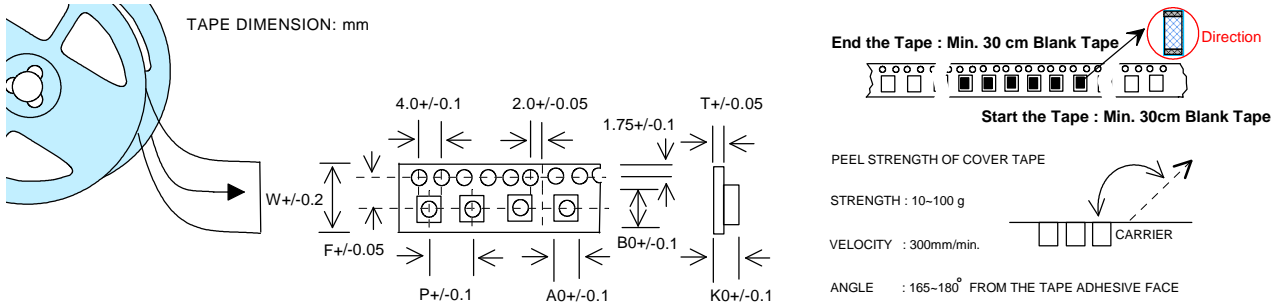 TAPE DIMENSION: mm
4.0+/-0.1
2.0+/-0.05
T+/-0.05
1.75+/-0.1
W+/-0.2
F+/-0.05
B0+/-0.1
P+/-0.1
A0+/-0.1
K0+/-0.1
End the Tape : Min. 30 cm Blank Tape
Direction
Start the Tape : Min. 30cm Blank Tape
PEEL STRENGTH OF COVER TAPE
STRENGTH : 10~100 g
CARRIER
VELOCITY : 300mm/min.
ANGLE : 165~180° FROM THE TAPE ADHESIVE FACE